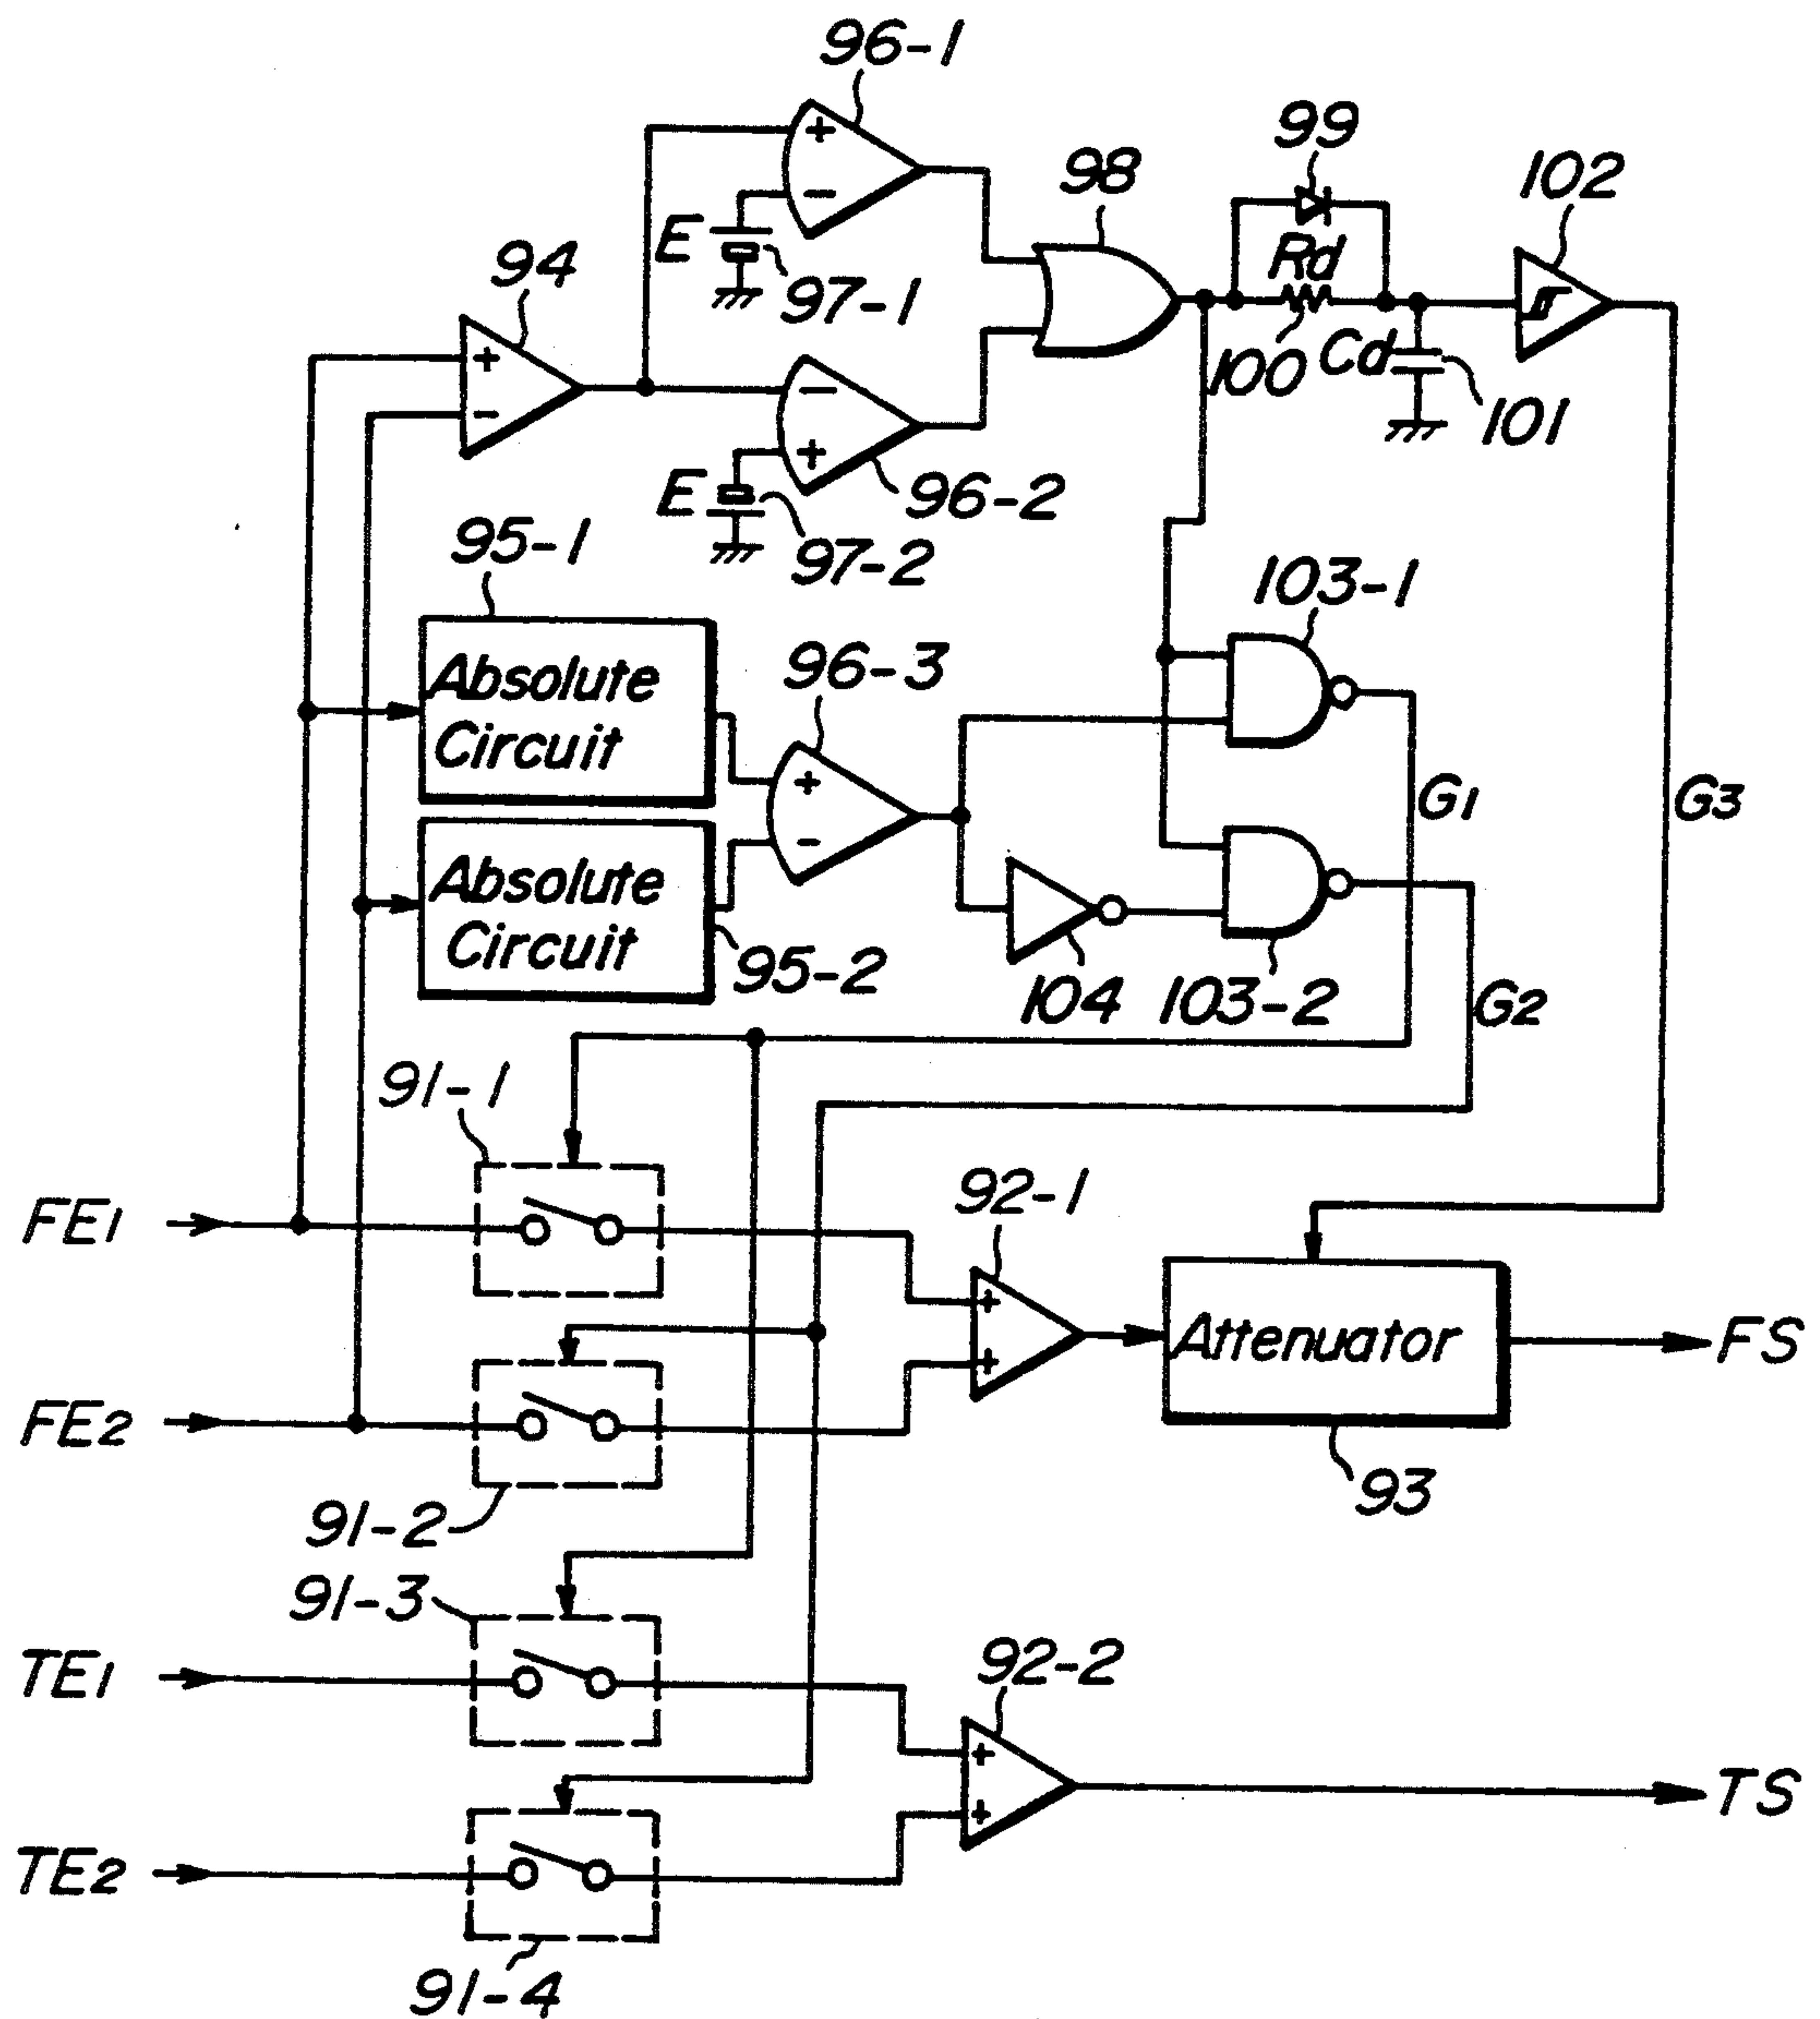 96-1
99
98
102
94
E
97-1
Rd
100
Cd
101
+
-
+
-
-
+
E
96-2
97-2
95-1
103-1
96-3
Absolute
Circuit
+
-
G1
G3
Absolute
Circuit
95-2
104
103-2
G2
91-1
92-1
FE1
+
+
Attenuator
FS
FE2
93
91-2
91-3
92-2
TE1
+
+
TS
TE2
91-4